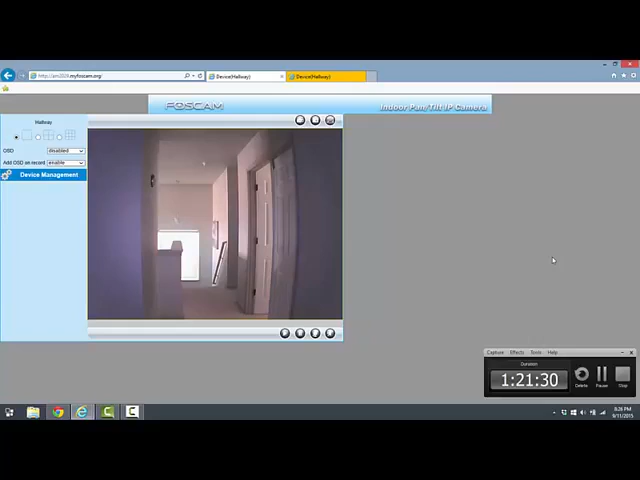 http://am2029.myfoscam.org/
Device(Hallway)
Device(Hallway)
FOSCAM
Indoor Pan/Tilt IP Camera
Hallway
OSD
disabled
Add OSD on record
enable
Device Management
Capture Effects Tools Help
Duration
1:21:30
Delete
Pause
Stop
8:26 PM
9/11/2015